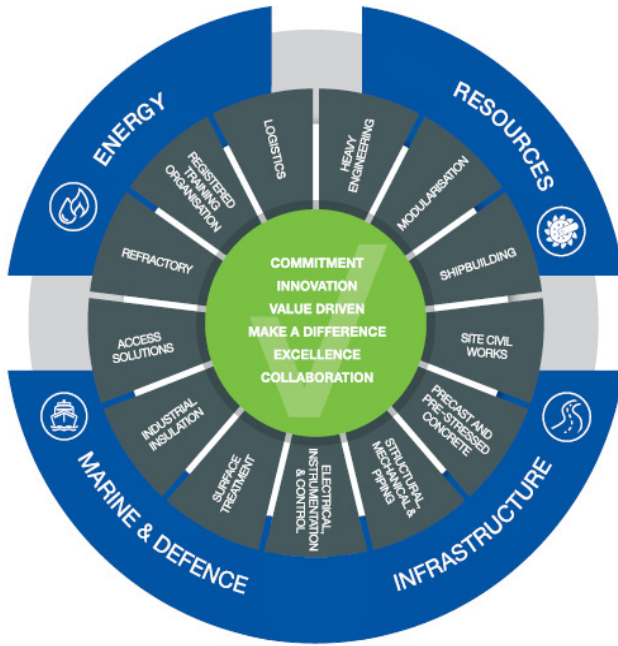 ENERGY
RESOURCES
MARINE & DEFENCE
INFRASTRUCTURE
LOGISTICS
HEAVY
ENGINEERING
MODULARISATION
SHIPBUILDING
SITE CIVIL
WORKS
PRECAST AND
PRE-STRESSED
CONCRETE
STRUCTURAL,
MECHANICAL &
PIPING
ELECTRICAL,
INSTRUMENTATION
& CONTROL
SURFACE
TREATMENT
INDUSTRIAL
INSULATION
ACCESS
SOLUTIONS
REFRACTORY
REGISTERED
TRAINING
ORGANISATION
COMMITMENT
INNOVATION
VALUE DRIVEN
MAKE A DIFFERENCE
EXCELLENCE
COLLABORATION